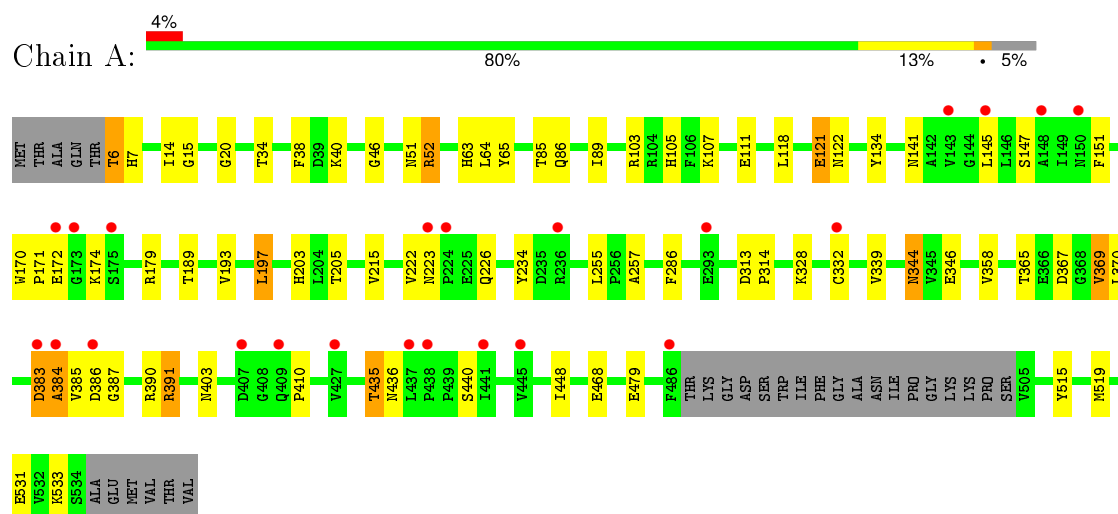 4%
Chain A:
80% 13% • 5%
MET THR ALA GLN THR T6 H7 I14 G15 G20 T34 F38 D39 K40 G46 N51 R52 H63 L64 Y65 T85 Q86 I89 R103 R104 H105 F106 K107 E111 L118 E121 N122 Y134 N141 A142 V143 G144 L145 L146 S147 A148 I149 N150 F151
W170 P171 E172 G173 K174 S175 R179 T189 V193 L197 H203 L204 T205 V215 V222 N223 P224 E225 Q226 Y234 D235 R236 L255 P256 A257 F286 E293 D313 P314 K328 C332 V339 N344 V345 E346 V358 T365 E366 D367 G368 V369 L370
D383 A384 V385 D386 G387 R390 R391 N403 D407 G408 Q409 P410 V427 T435 N436 L437 P438 P439 S440 I441 V445 I448 E468 E479 F486 THR LYS GLY ASP SER TRP ILE PHE GLY ALA ASN ILE PRO GLY LYS LYS PRO SER V505 Y515 M519
E531 V532 K533 S534 ALA GLU MET VAL THR VAL